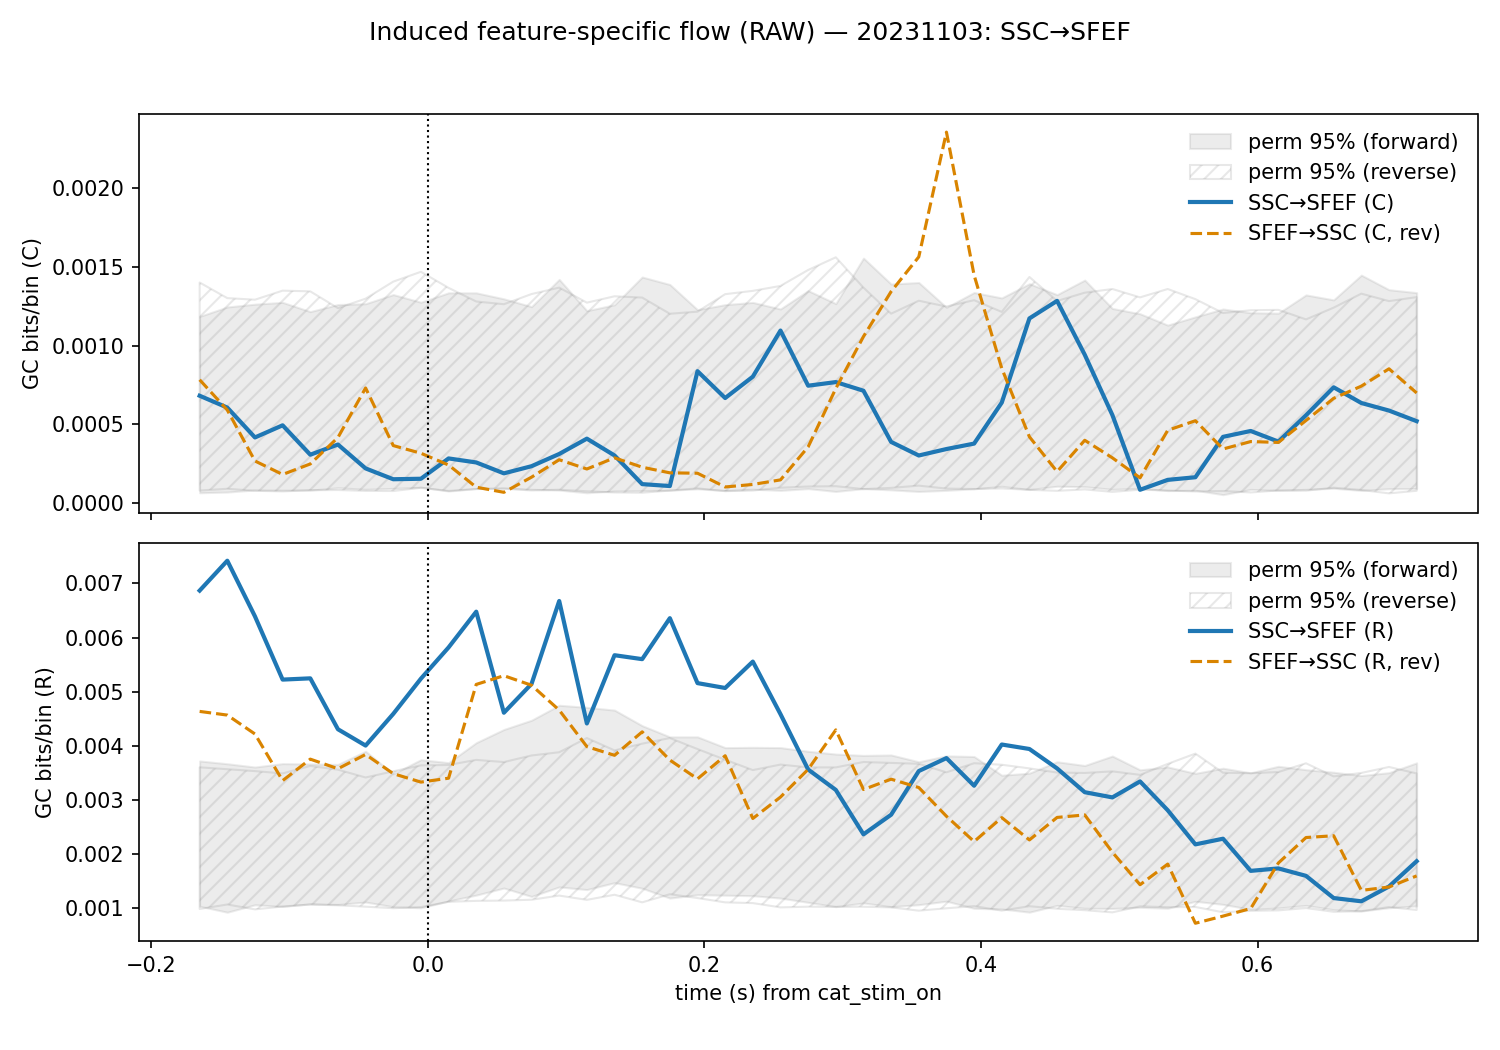 Induced feature-specific flow (RAW) — 20231103: SSC→SFEF
GC bits/bin (C)
0.0020
0.0015
0.0010
0.0005
0.0000
perm 95% (forward)
perm 95% (reverse)
SSC→SFEF (C)
SFEF→SSC (C, rev)
GC bits/bin (R)
0.007
0.006
0.005
0.004
0.003
0.002
0.001
perm 95% (forward)
perm 95% (reverse)
SSC→SFEF (R)
SFEF→SSC (R, rev)
−0.2 0.0 0.2 0.4 0.6
time (s) from cat_stim_on